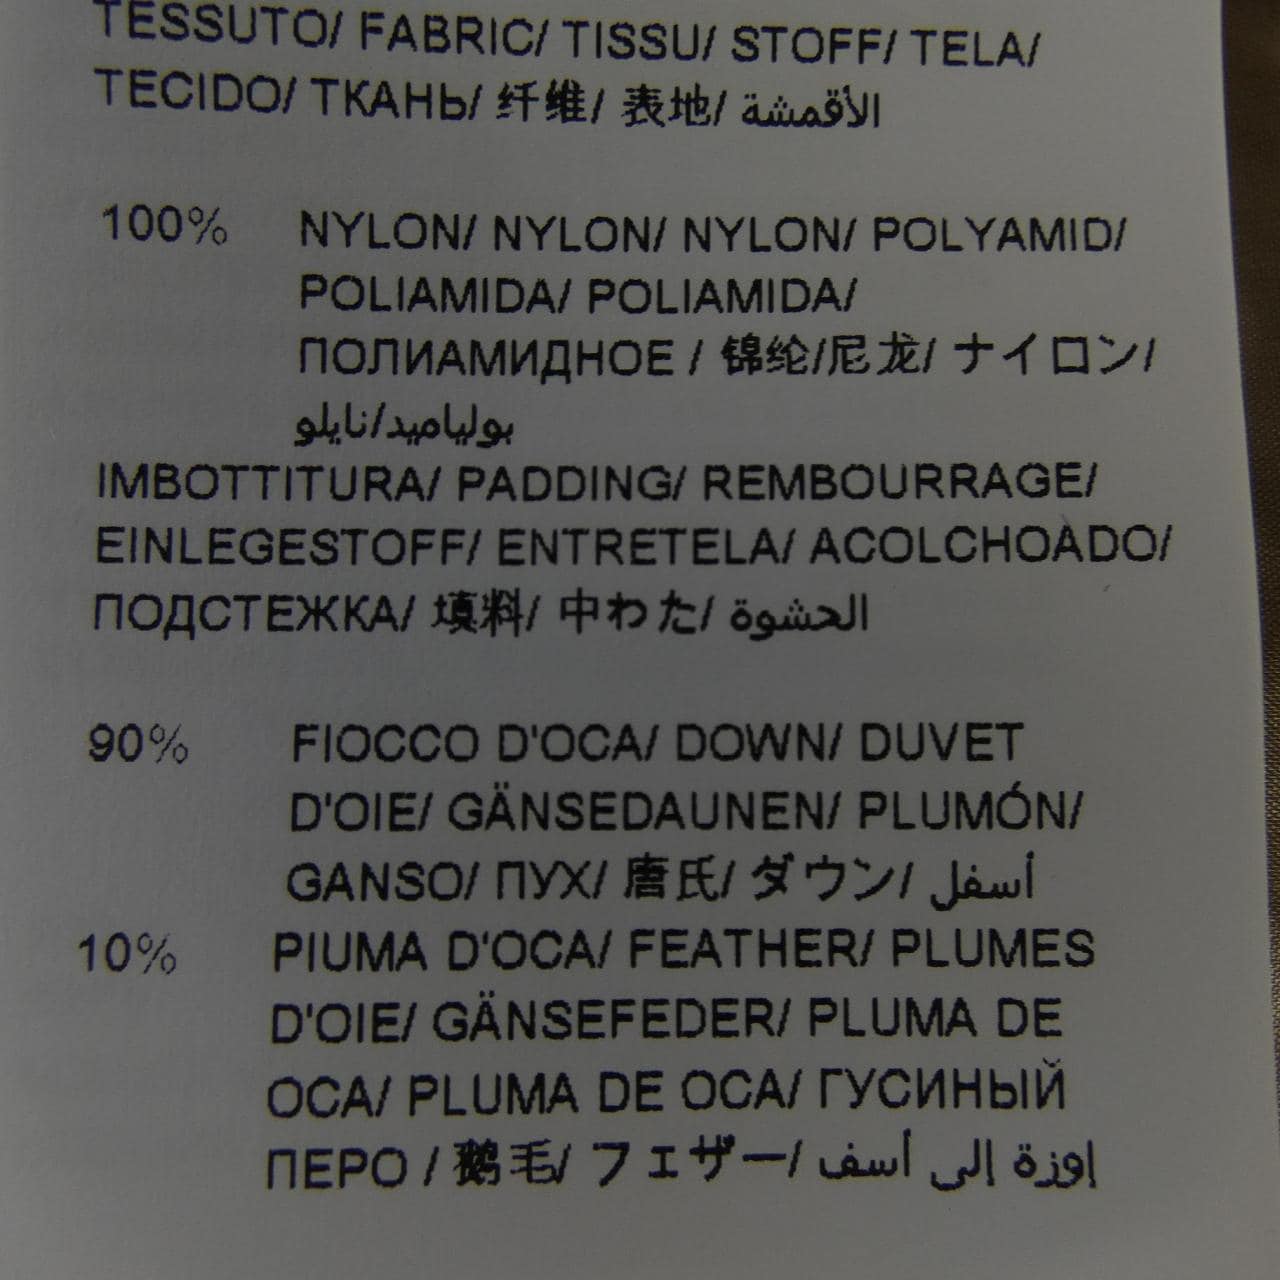 TESSUTO/ FABRIC/ TISSU/ STOFF/ TELA/
TECIDO/ ТКАНЬ/ 纤维/ 表地/ الأقمشة
100% NYLON/ NYLON/ NYLON/ POLYAMID/
POLIAMIDA/ POLIAMIDA/
ПОЛИАМИДНОЕ / 锦纶/尼龙/ ナイロン/
بولياميد/نايلو
IMBOTTITURA/ PADDING/ REMBOURRAGE/
EINLEGESTOFF/ ENTRETELA/ ACOLCHOADO/
ПОДСТЕЖКА/ 填料/ 中わた/ الحشوة
90% FIOCCO D'OCA/ DOWN/ DUVET
D'OIE/ GÄNSEDAUNEN/ PLUMÓN/
GANSO/ ПУХ/ 唐氏/ ダウン/ أسفل
10% PIUMA D'OCA/ FEATHER/ PLUMES
D'OIE/ GÄNSEFEDER/ PLUMA DE
OCA/ PLUMA DE OCA/ ГУСИНЫЙ
ПЕРО / 鹅毛/ フェザー/ إوزة إلى أسف